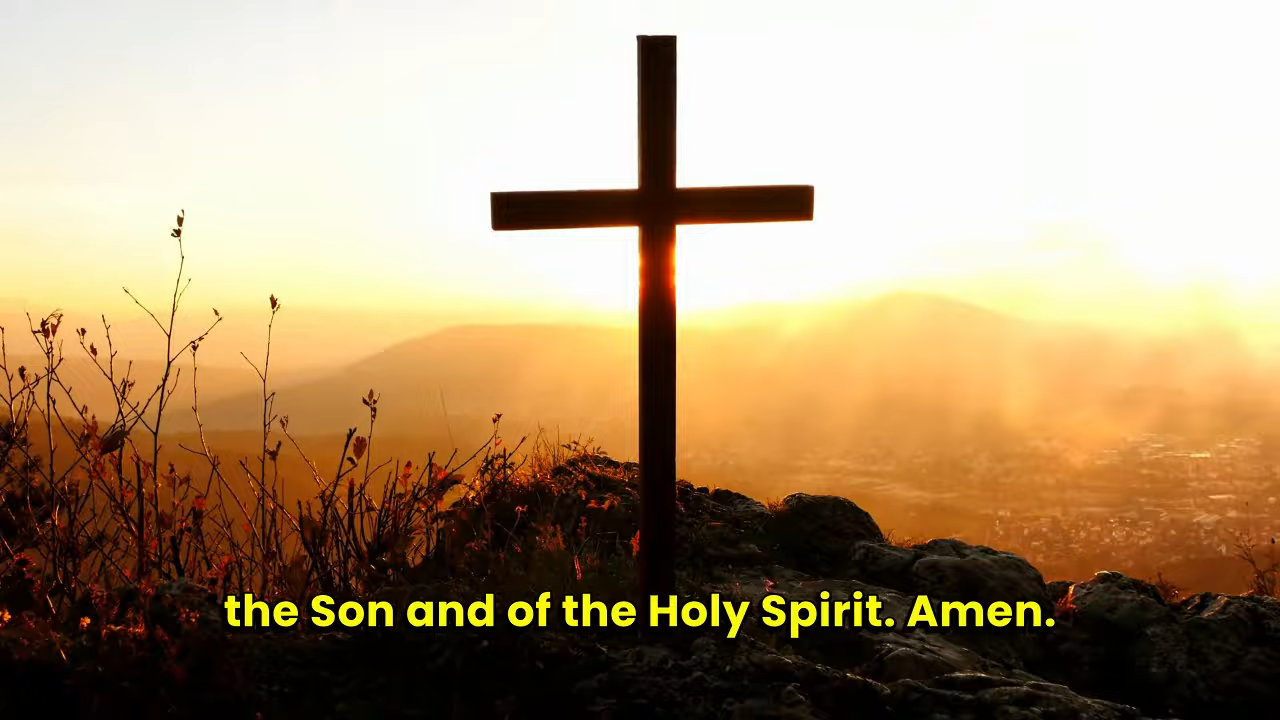 the Son and of the Holy Spirit. Amen.